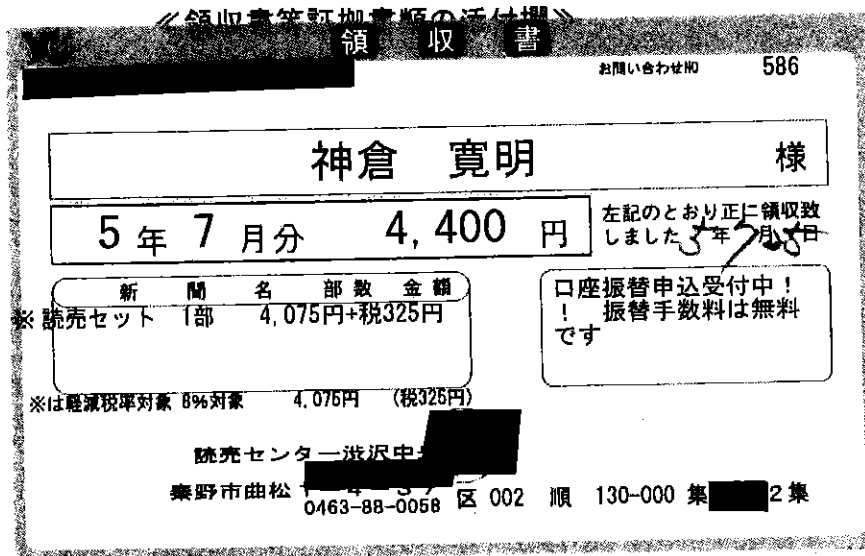 ≪領収書等証拠書類の添付欄≫
領収書
お問い合わせNO 586
神倉 寛明 様
5年 7月分 4,400 円
左記のとおり正に領収致
しました 5年7月 日
新聞名 部数 金額
※読売セット 1部 4,075円+税325円
口座振替申込受付中!
! 振替手数料は無料
です
※は軽減税率対象 8%対象 4,075円 (税325円)
読売センター渋沢中央
秦野市曲松
0463-88-0058 区 002 順 130-000 集 2集